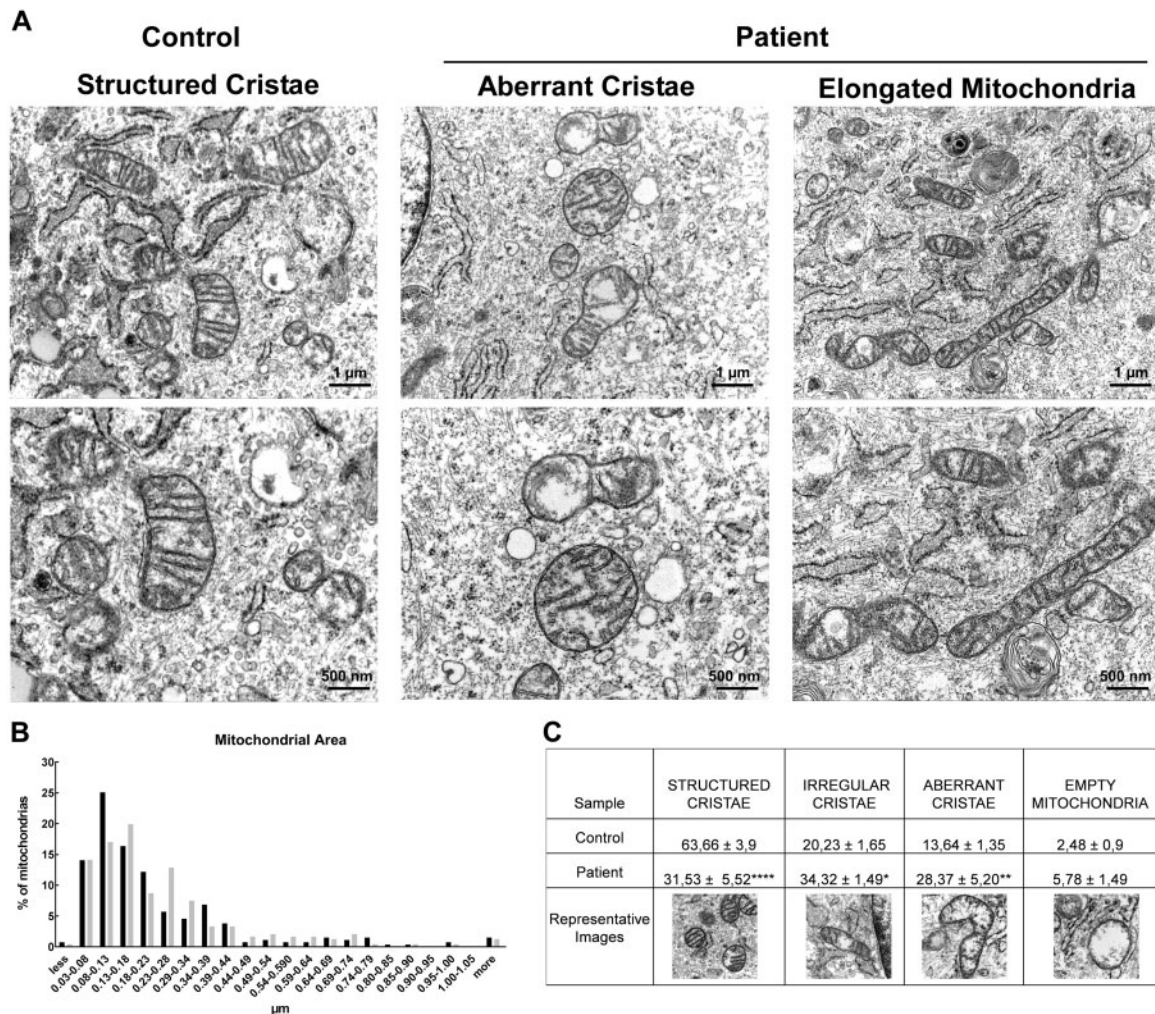 A
Control
Patient
Structured Cristae
Aberrant Cristae
Elongated Mitochondria
1 µm
1 µm
1 µm
500 nm
500 nm
500 nm
B
Mitochondrial Area
% of mitochondrias
30
25
20
15
10
5
0
less
0.03-0.08
0.08-0.13
0.13-0.18
0.18-0.23
0.23-0.28
0.29-0.34
0.34-0.39
0.39-0.44
0.44-0.49
0.49-0.54
0.54-0.590
0.59-0.64
0.64-0.69
0.69-0.74
0.74-0.79
0.80-0.85
0.85-0.90
0.90-0.95
0.95-1.00
1.00-1.05
more
µm
C
Sample
STRUCTURED CRISTAE
IRREGULAR CRISTAE
ABERRANT CRISTAE
EMPTY MITOCHONDRIA
Control
63,66 ± 3,9
20,23 ± 1,65
13,64 ± 1,35
2,48 ± 0,9
Patient
31,53 ± 5,52****
34,32 ± 1,49*
28,37 ± 5,20**
5,78 ± 1,49
Representative
Images